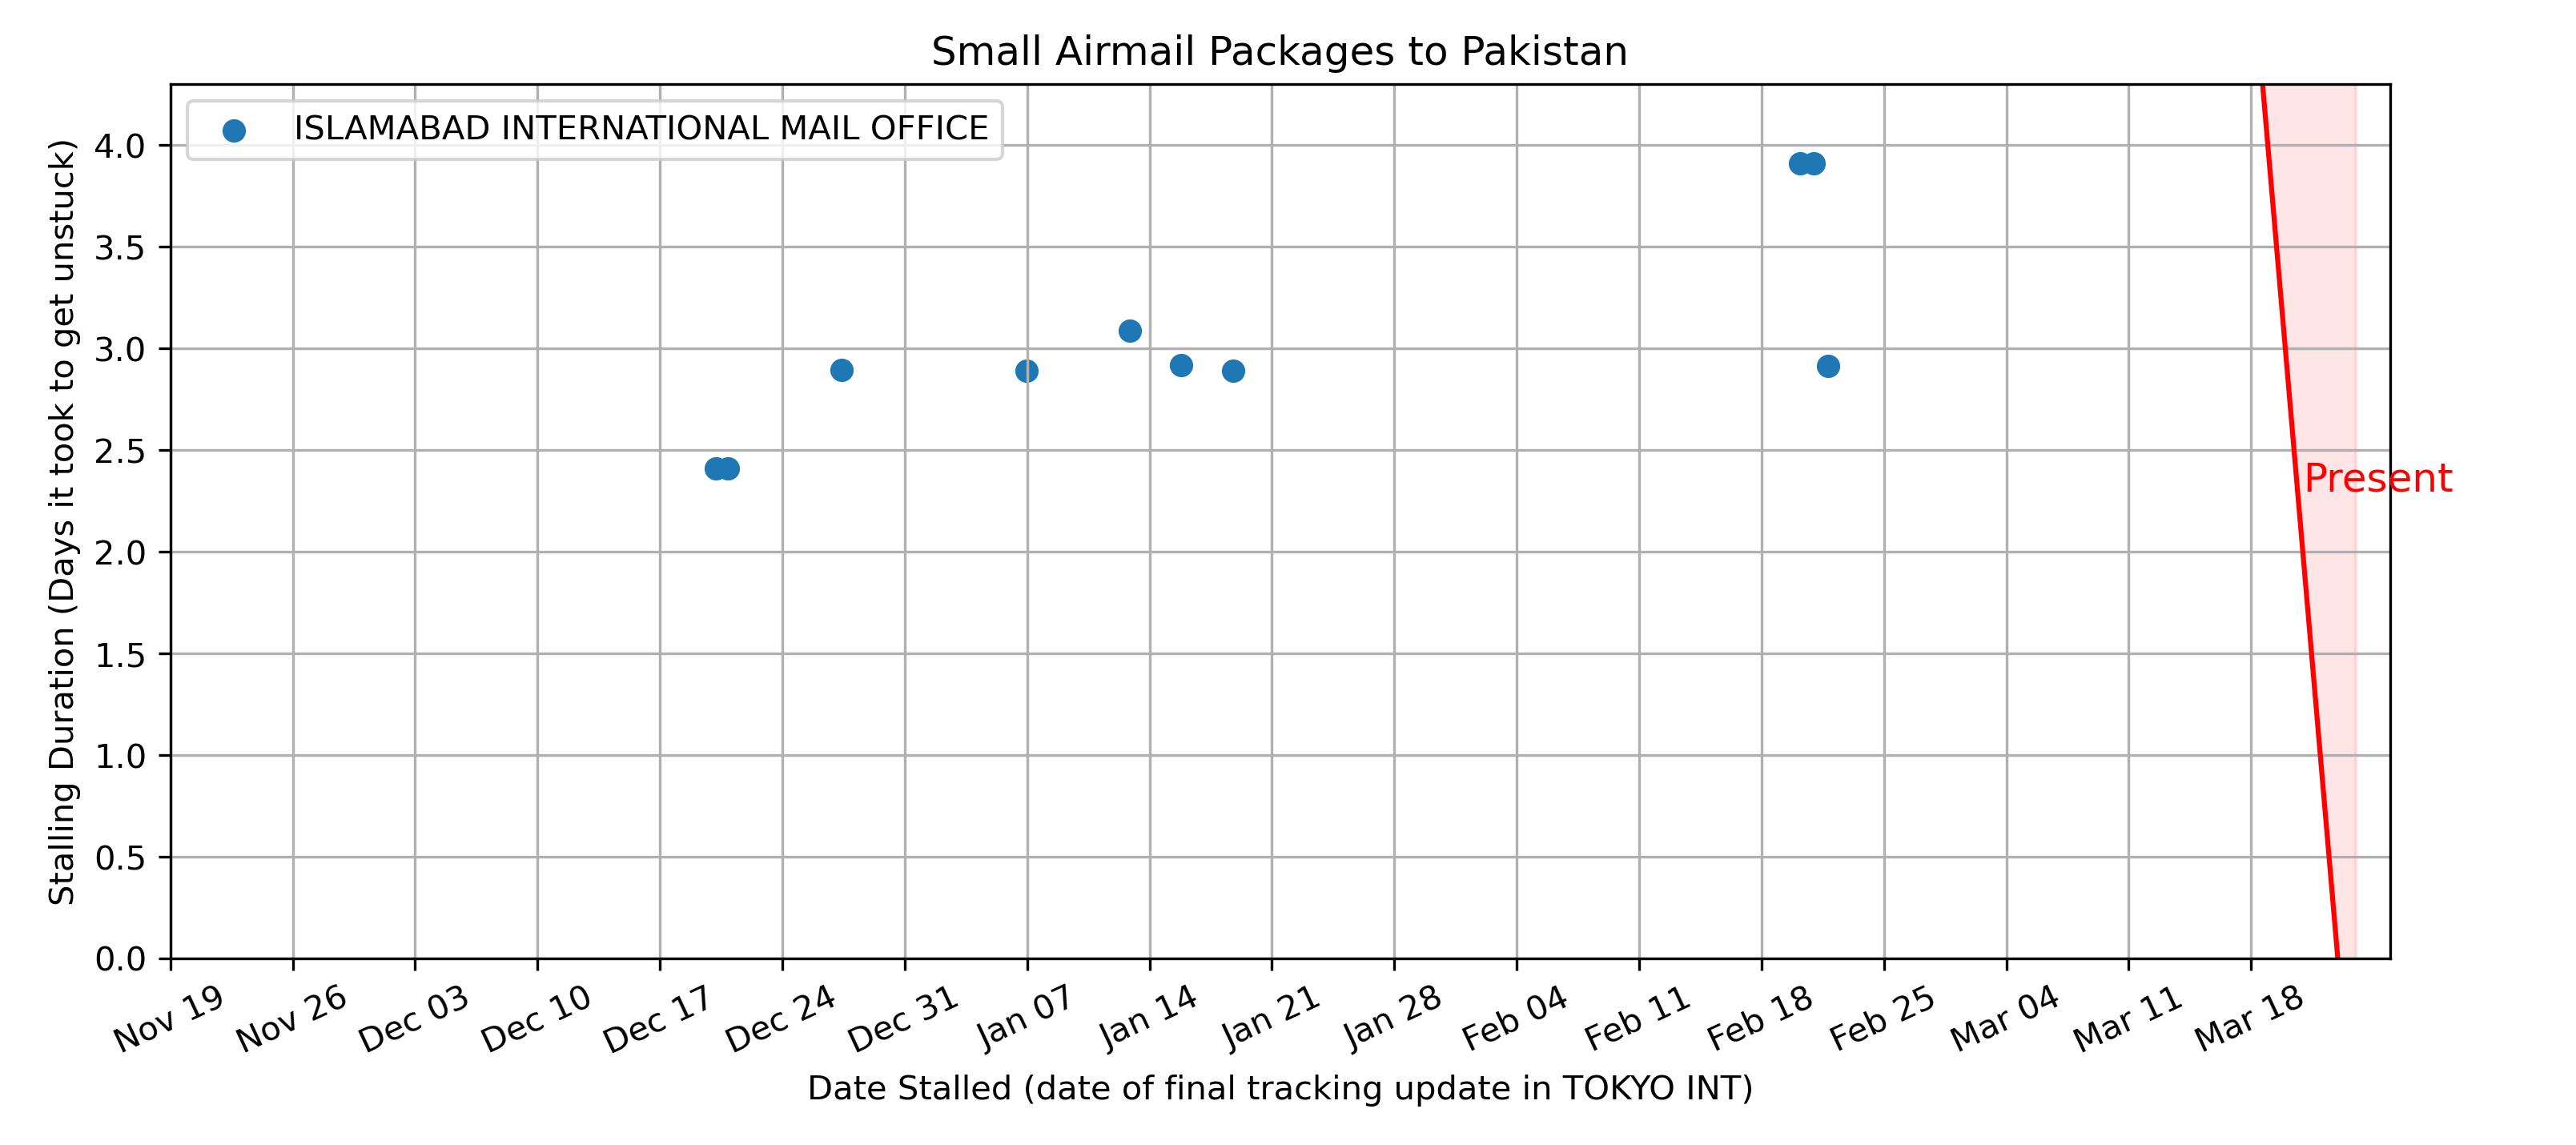 Small Airmail Packages to Pakistan
ISLAMABAD INTERNATIONAL MAIL OFFICE
Stalling Duration (Days it took to get unstuck)
4.0
3.5
3.0
2.5
2.0
1.5
1.0
0.5
0.0
Present
Nov 19
Nov 26
Dec 03
Dec 10
Dec 17
Dec 24
Dec 31
Jan 07
Jan 14
Jan 21
Jan 28
Feb 04
Feb 11
Feb 18
Feb 25
Mar 04
Mar 11
Mar 18
Date Stalled (date of final tracking update in TOKYO INT)